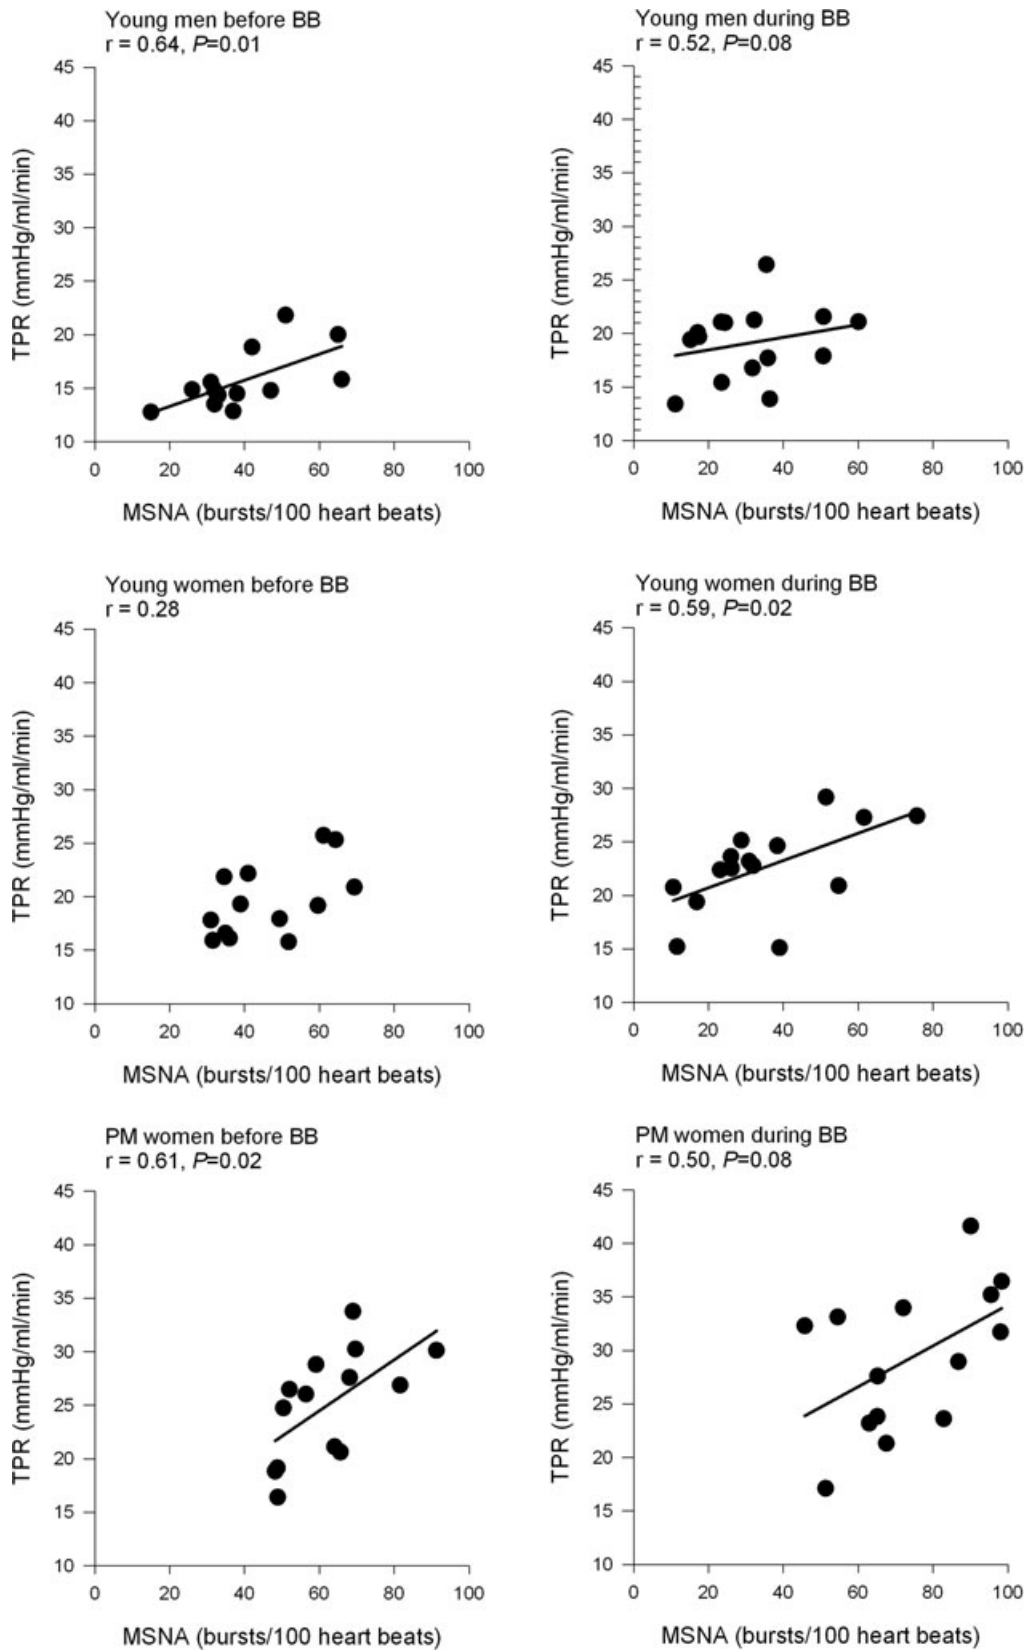 Young men before BB
r = 0.64, P=0.01
45
40
35
30
25
20
15
10
TPR (mmHg/ml/min)
0 20 40 60 80 100
MSNA (bursts/100 heart beats)
Young men during BB
r = 0.52, P=0.08
45
40
35
30
25
20
15
10
TPR (mmHg/ml/min)
0 20 40 60 80 100
MSNA (bursts/100 heart beats)
Young women before BB
r = 0.28
45
40
35
30
25
20
15
10
TPR (mmHg/ml/min)
0 20 40 60 80 100
MSNA (bursts/100 heart beats)
Young women during BB
r = 0.59, P=0.02
45
40
35
30
25
20
15
10
TPR (mmHg/ml/min)
0 20 40 60 80 100
MSNA (bursts/100 heart beats)
PM women before BB
r = 0.61, P=0.02
45
40
35
30
25
20
15
10
TPR (mmHg/ml/min)
0 20 40 60 80 100
MSNA (bursts/100 heart beats)
PM women during BB
r = 0.50, P=0.08
45
40
35
30
25
20
15
10
TPR (mmHg/ml/min)
0 20 40 60 80 100
MSNA (bursts/100 heart beats)